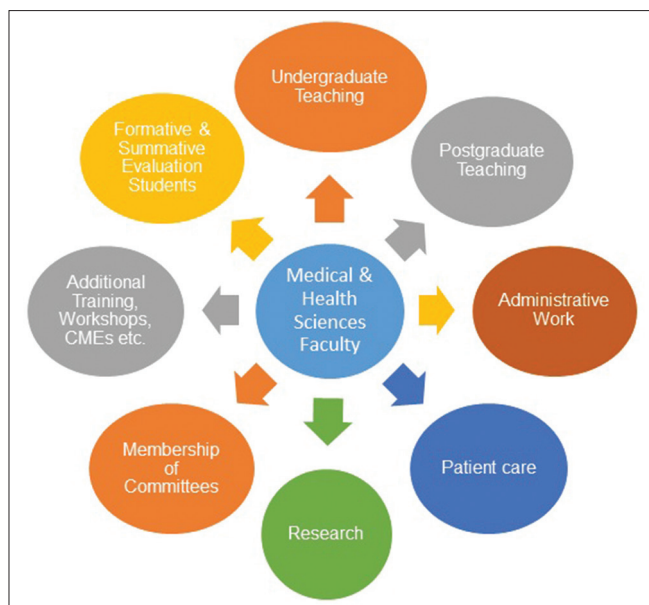 Undergraduate
Teaching
Formative &
Summative
Evaluation
Students
Postgraduate
Teaching
Additional
Training,
Workshops,
CMEs etc.
Medical &
Health
Sciences
Faculty
Administrative
Work
Membership
of
Committees
Patient care
Research